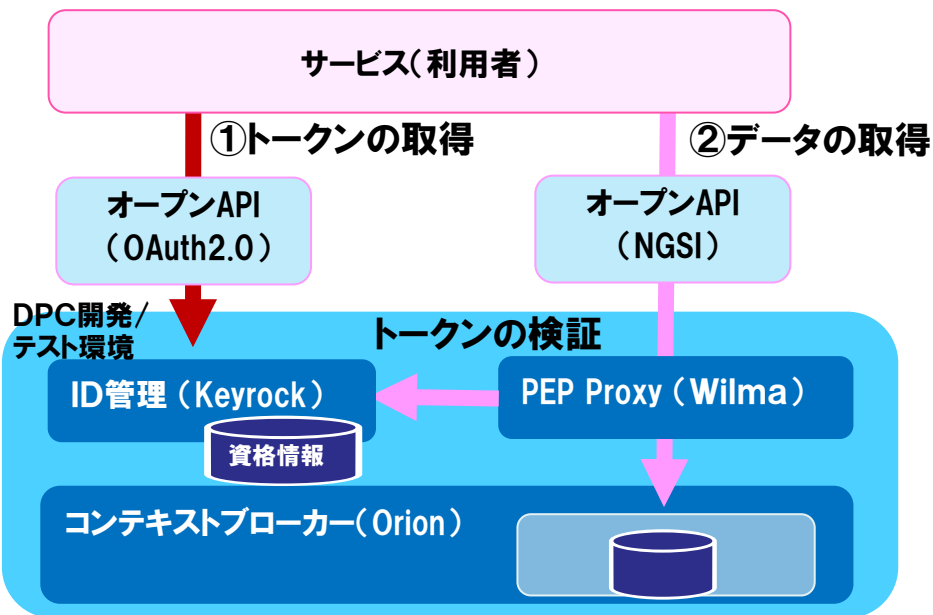 サービス（利用者）
①トークンの取得
②データの取得
オープンAPI
（OAuth2.0）
オープンAPI
（NGSI）
DPC開発/
テスト環境
トークンの検証
ID管理（Keyrock）
PEP Proxy（Wilma）
資格情報
コンテキストブローカー（Orion）